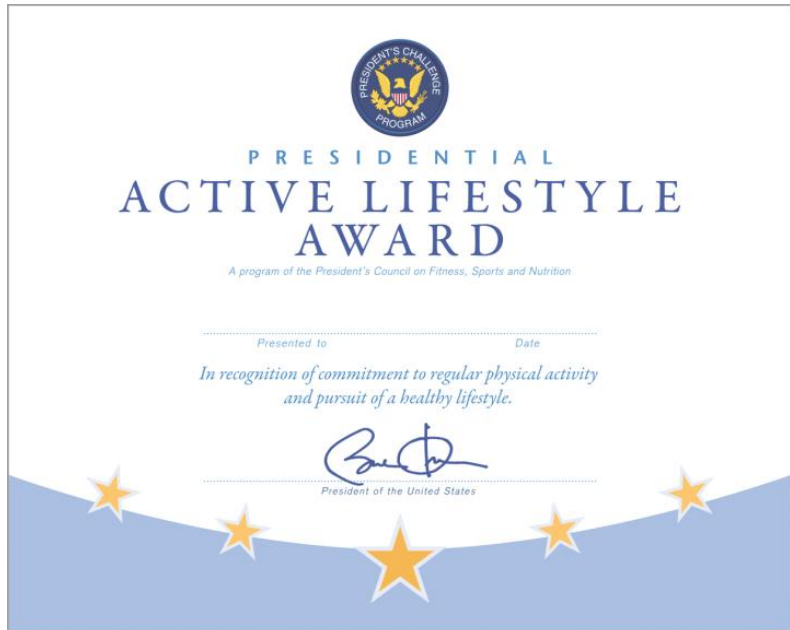 PRESIDENT'S CHALLENGE
PROGRAM
PRESIDENTIAL
ACTIVE LIFESTYLE
AWARD
A program of the President's Council on Fitness, Sports and Nutrition
Presented to Date
In recognition of commitment to regular physical activity
and pursuit of a healthy lifestyle.
President of the United States